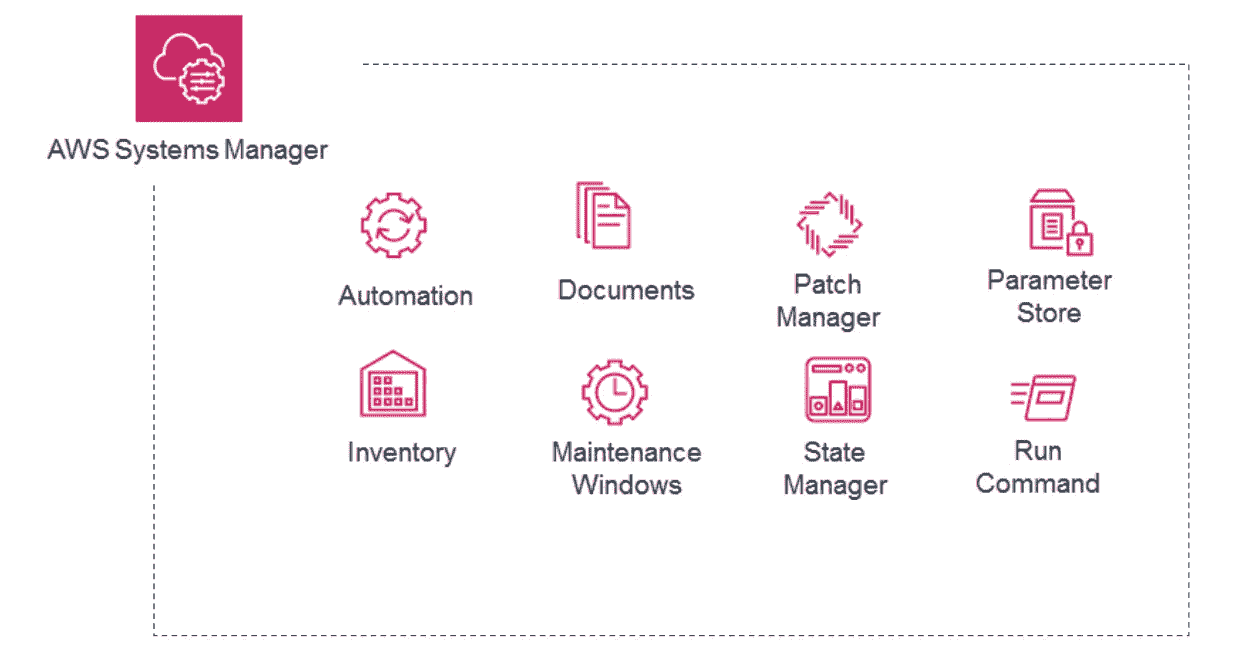 AWS Systems Manager
Automation
Documents
Patch
Manager
Parameter
Store
Inventory
Maintenance
Windows
State
Manager
Run
Command